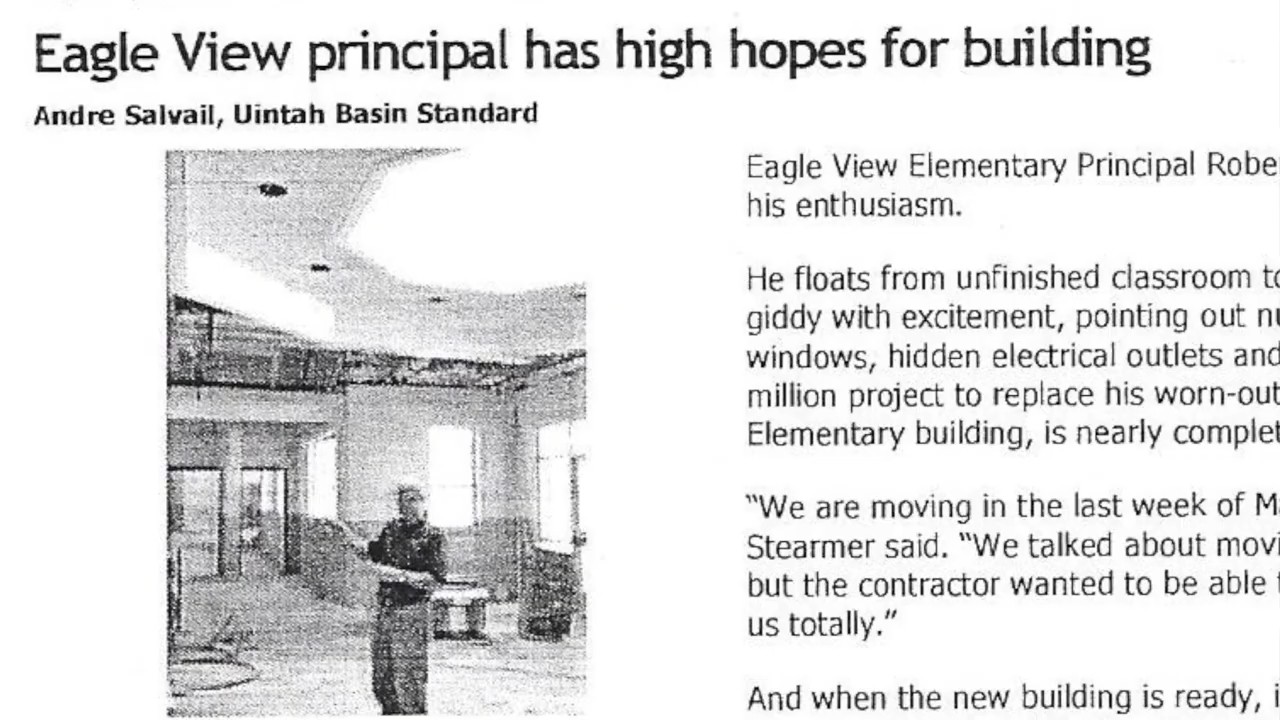 Eagle View principal has high hopes for building
Andre Salvail, Uintah Basin Standard
Eagle View Elementary Principal
his enthusiasm.
He floats from unfinished classroom
giddy with excitement, pointing out
windows, hidden electrical outlets and
million project to replace his worn-out
Elementary building, is nearly
“We are moving in the last week of
Stearmer said. “We talked about
but the contractor wanted to be able
us totally.”
And when the new building is ready,